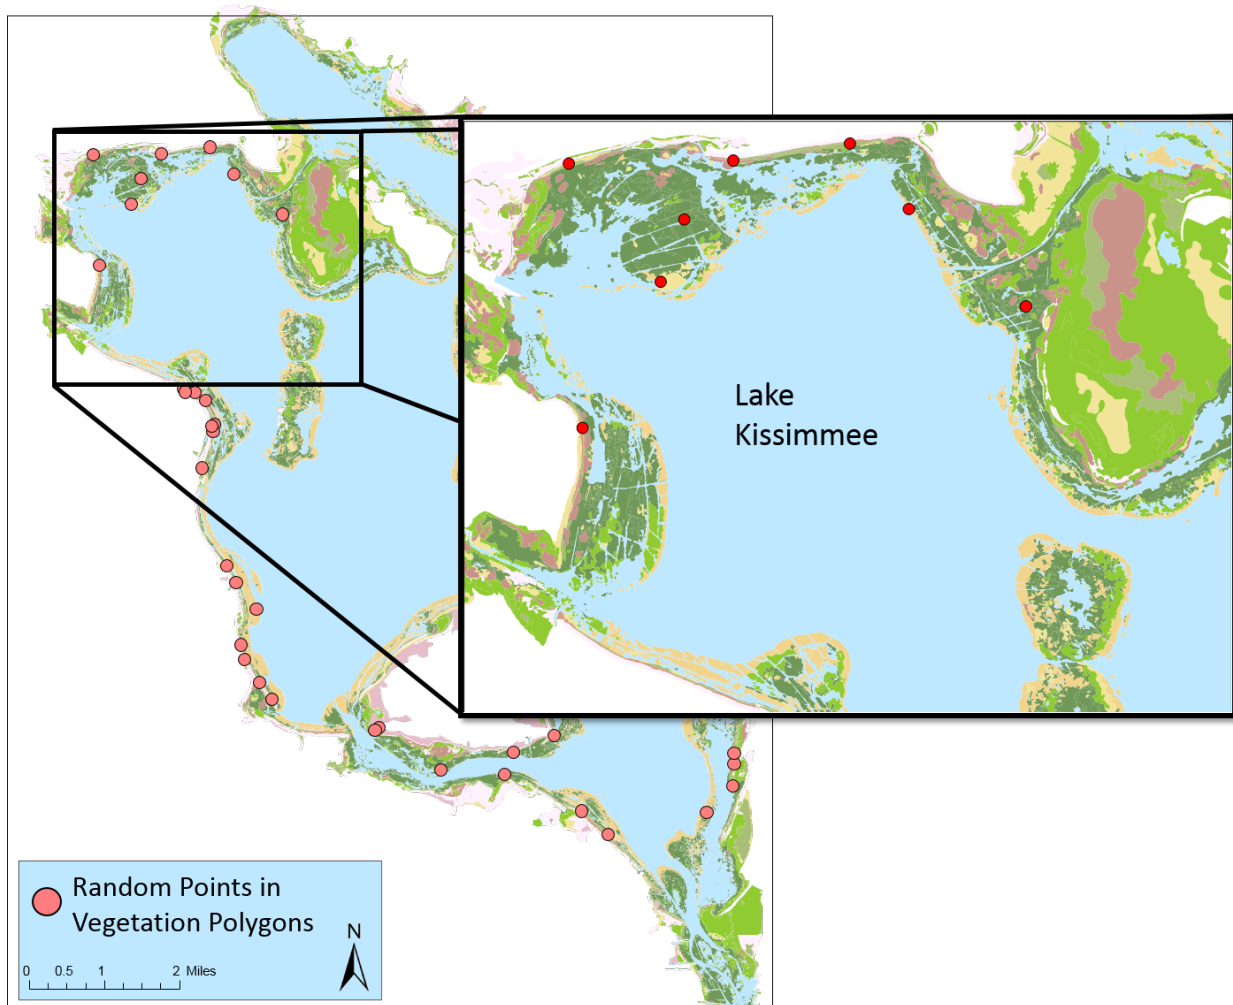 Lake
Kissimmee
Random Points in
Vegetation Polygons
N
0 0.5 1 2 Miles